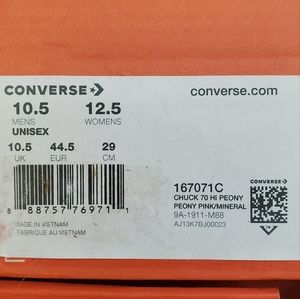 CONVERSE
converse.com
10.5 12.5
MENS WOMENS
UNISEX
10.5 44.5 29
UK EUR CM
8 88757 76971 1
MADE IN VIETNAM
FABRIQUE AU VIETNAM
167071C
CHUCK 70 HI PEONY
PEONY PINK/MINERAL
9A-1911-M88
AJ13K7BJ00023
CONVERSE